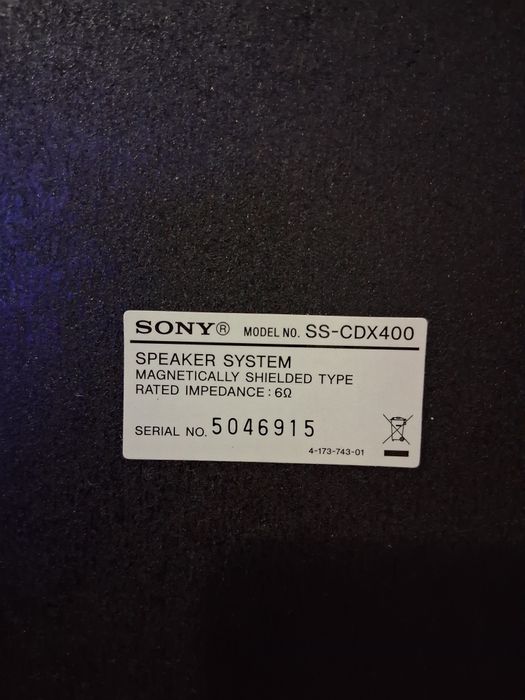 SONY® MODEL NO. SS-CDX400
SPEAKER SYSTEM
MAGNETICALLY SHIELDED TYPE
RATED IMPEDANCE : 6Ω
SERIAL NO. 5046915
4-173-743-01